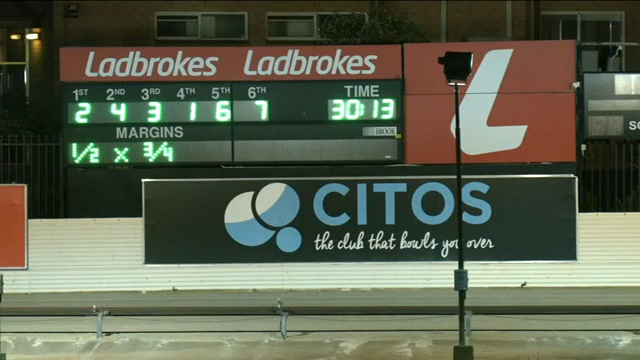 Ladbrokes Ladbrokes
1ST 2ND 3RD 4TH 5TH 6TH TIME
2 4 3 1 6 7 30:13
MARGINS BROOK
1/2 x 3/4
L
CITOS
the club that bowls you over